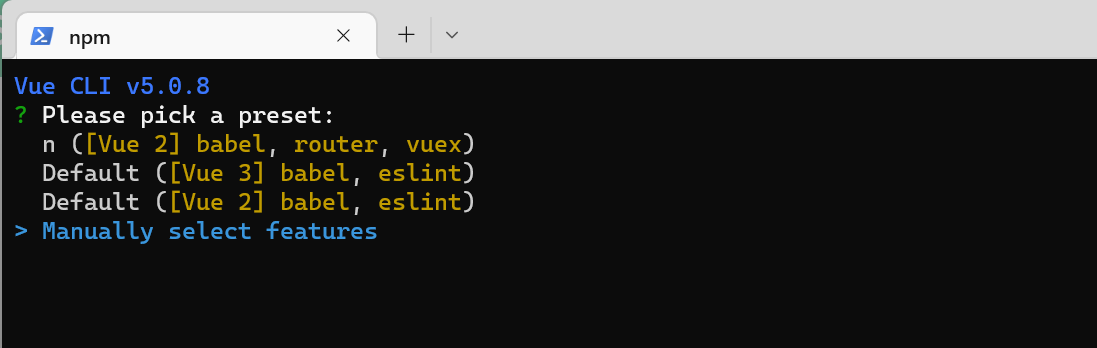 npm
Vue CLI v5.0.8
? Please pick a preset:
n ([Vue 2] babel, router, vuex)
Default ([Vue 3] babel, eslint)
Default ([Vue 2] babel, eslint)
> Manually select features